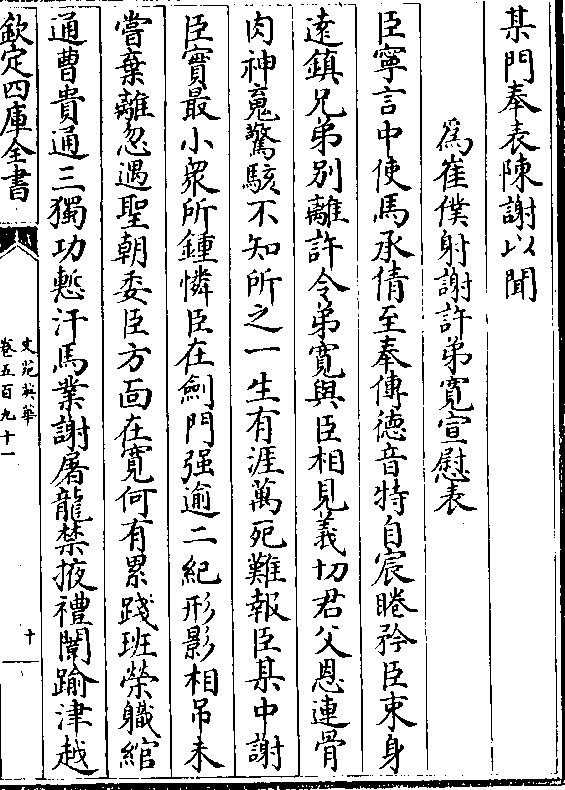 某門奉表陳謝以聞
爲崔僕射謝許弟寛宣慰表
臣寧言中使馬承倩至奉傳德音特自宸睠矜臣束身
逺鎮兄弟别離許令弟寛與臣相見義切君父恩連骨
肉神䰟驚駭不知所之一生有涯萬死難報臣某中謝
臣實最小衆所鍾憐臣在劍門强逾二紀形影相吊未
嘗棄離忽遇聖朝委臣方面在寛何有累踐班榮軄綰
通曹貴通三獨功慙汗馬業謝屠龍禁掖禮闈踰津越
欽定四庫全書
文苑英華
卷五百九十一
十